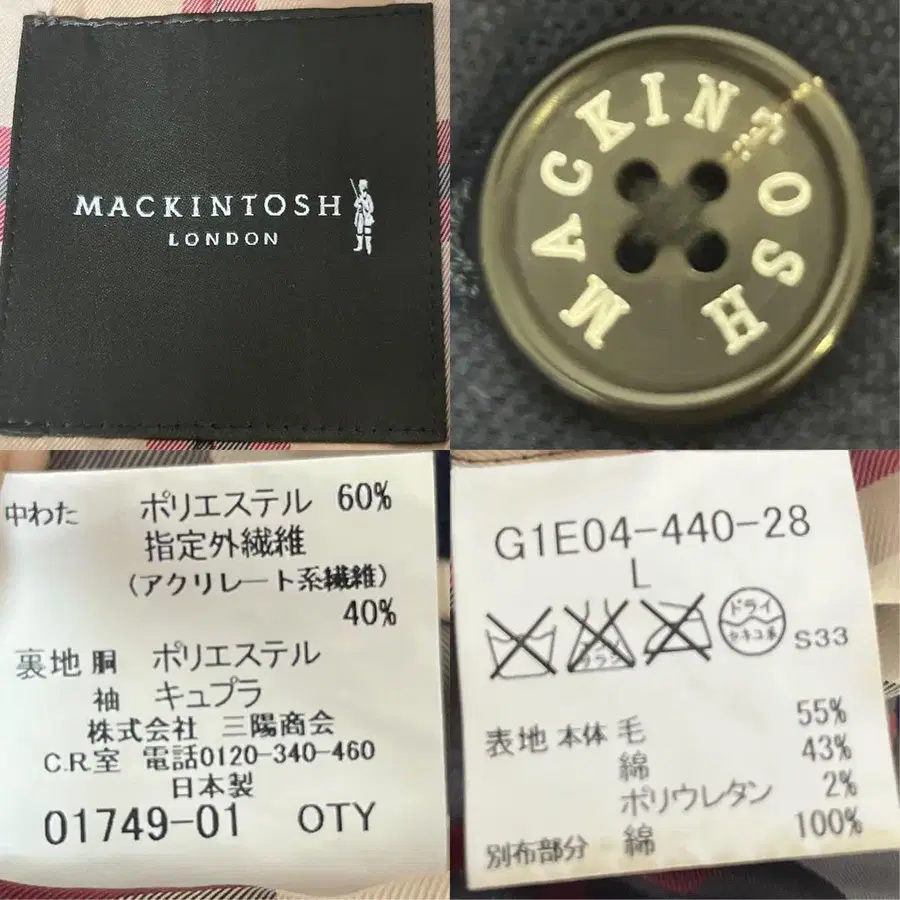 MACKINTOSH
LONDON
MACKINTOSH
中わた ポリエステル 60%
指定外繊維
(アクリレート系繊維)
40%
裏地 胴 ポリエステル
袖 キュプラ
株式会社 三陽商会
C.R.室 電話0120-340-460
日本製
01749-01 OTY
G1E04-440-28
L
ドライ
セキユ系
S33
表地 本体 毛 55%
綿 43%
ポリウレタン 2%
別布部分 綿 100%